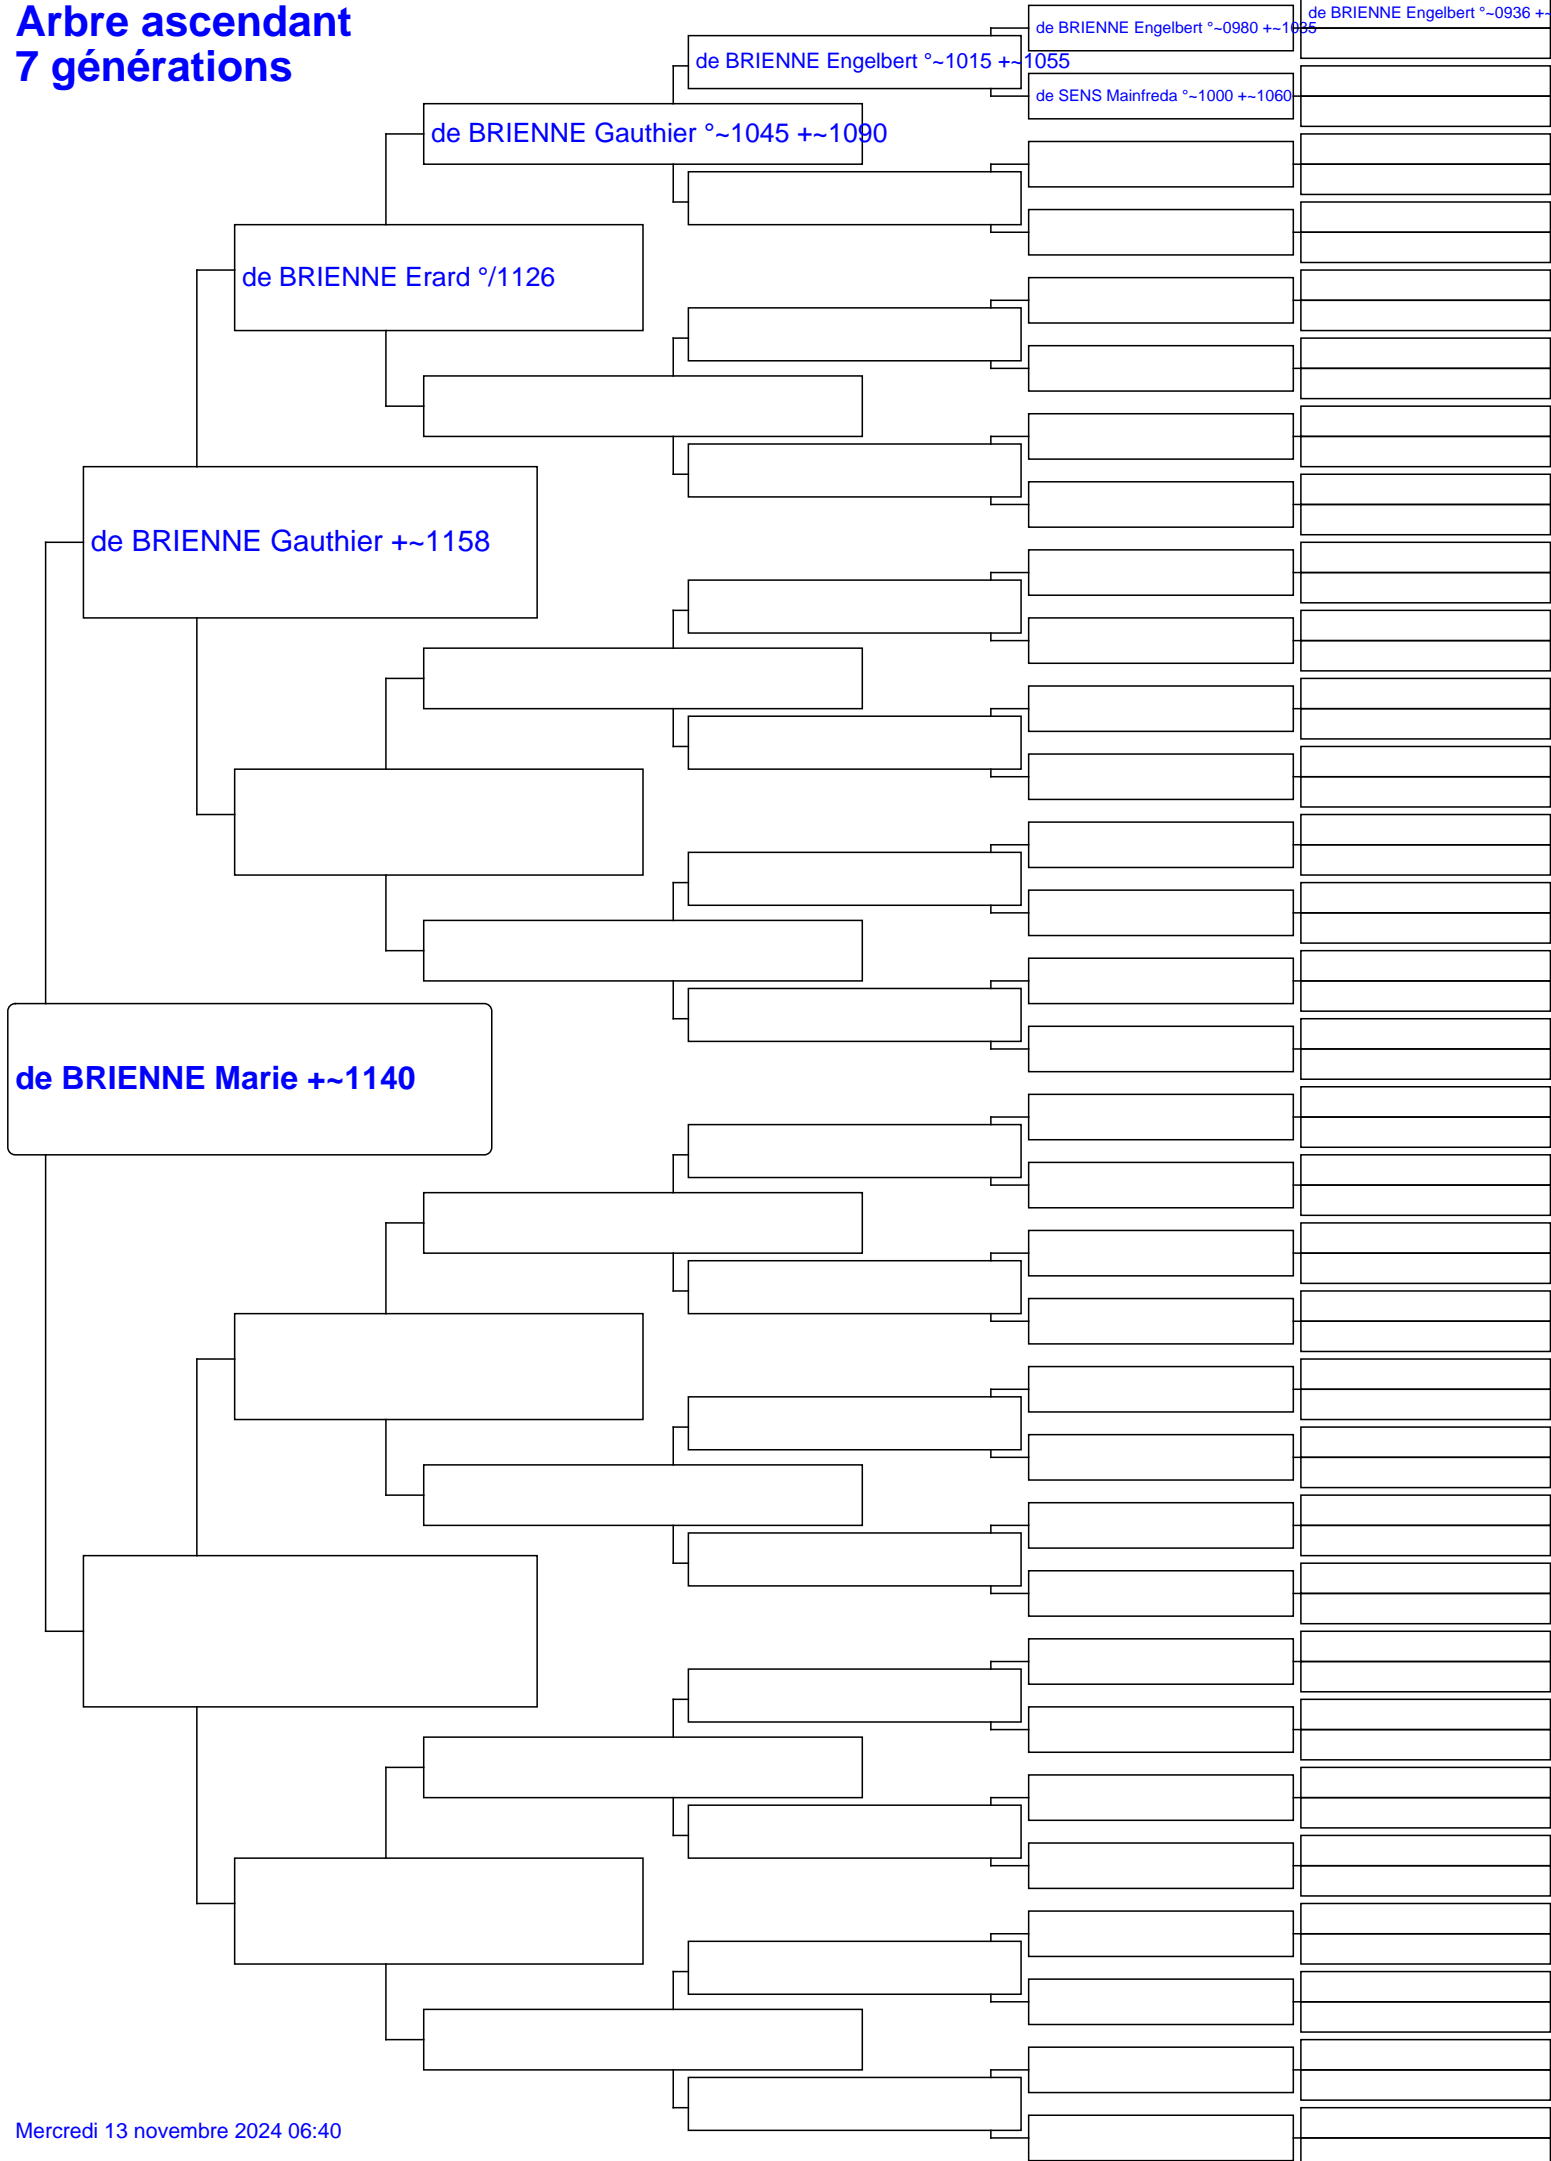 Arbre ascendant
7 générations
de BRIENNE Engelbert °~0936 +~
de BRIENNE Engelbert °~0980 +~1035
de BRIENNE Engelbert °~1015 +~1055
de SENS Mainfreda °~1000 +~1060
de BRIENNE Gauthier °~1045 +~1090
de BRIENNE Erard °/1126
de BRIENNE Gauthier +~1158
de BRIENNE Marie +~1140
Mercredi 13 novembre 2024 06:40